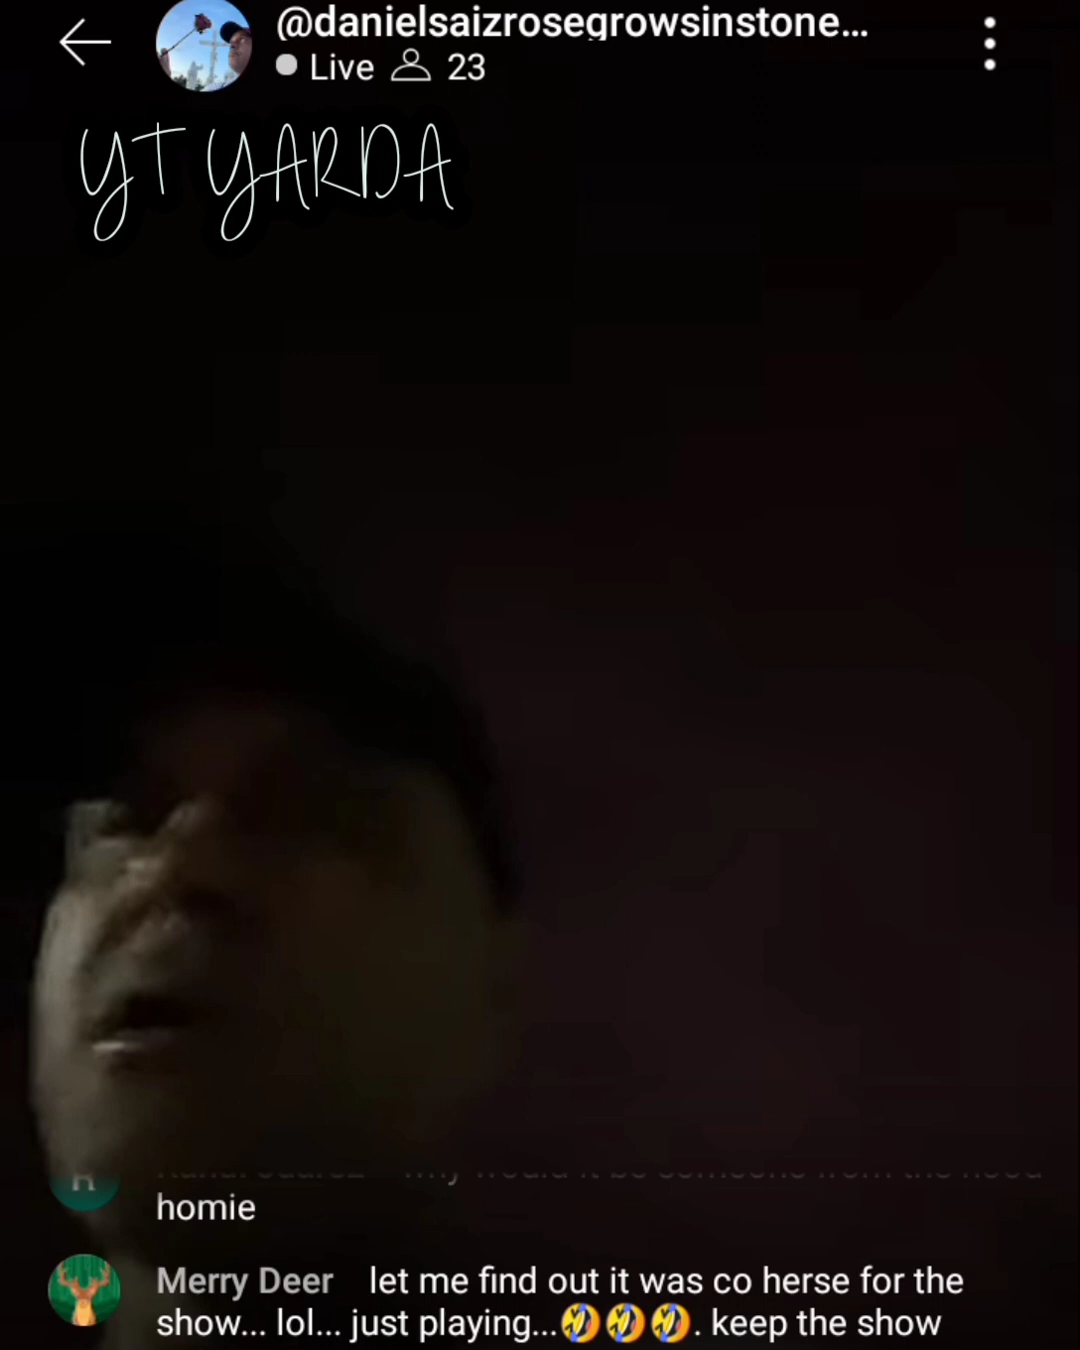 @danielsaizrosegrowsinstone...
Live 23
YT YARDA
homie
Merry Deer let me find out it was co herse for the
show... lol... just playing...🤣🤣🤣. keep the show